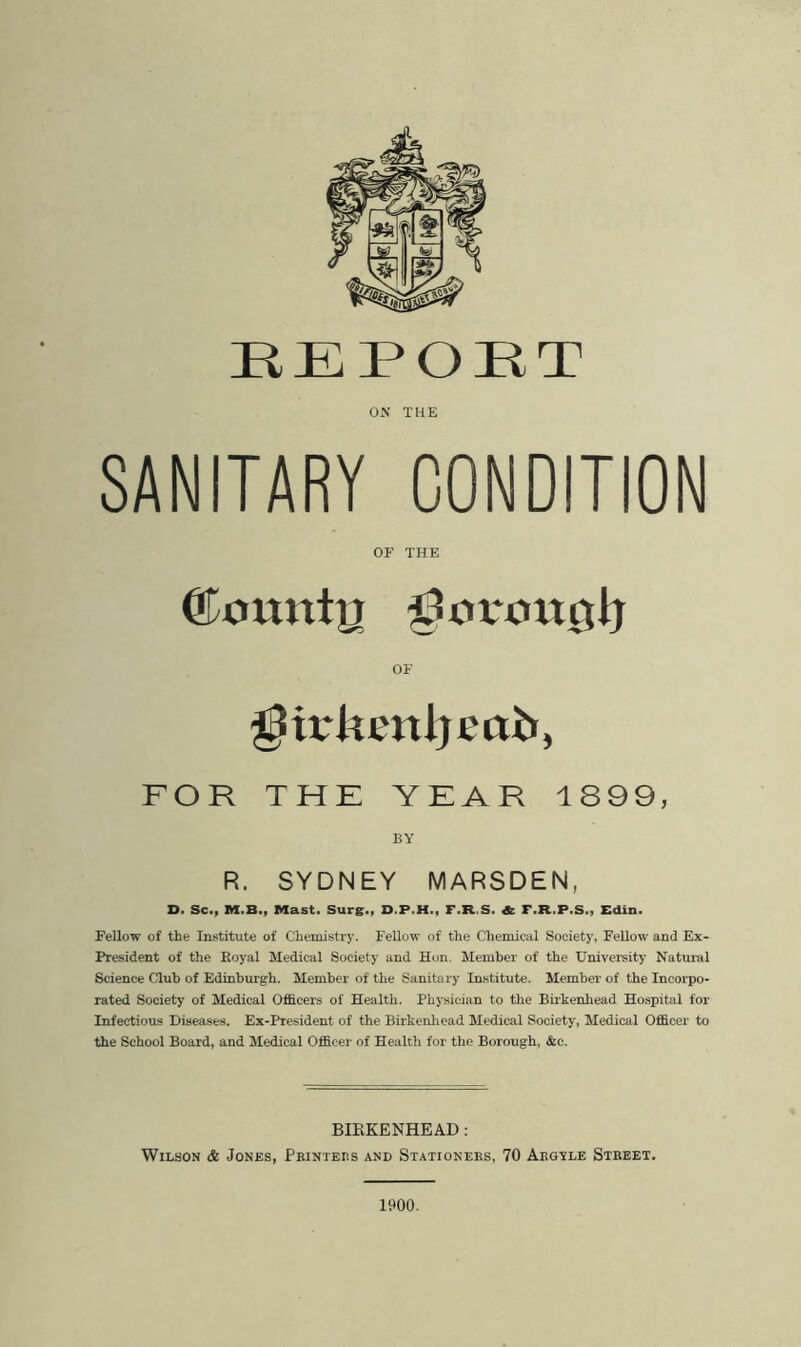 REPORT
ON THE
SANITARY CONDITION
OF THE
County Borough
OF
Birkenhead,
FOR THE YEAR 1899,
BY
R. SYDNEY MARSDEN,
D. Sc., M.B., Mast. Surg., D.P.H., F.R.S. & F.R.P.S., Edin.
Fellow of the Institute of Chemistry. Fellow of the Chemical Society, Fellow and Ex-
President of the Royal Medical Society and Hon. Member of the University Natural
Science Club of Edinburgh. Member of the Sanitary Institute. Member of the Incorpo-
rated Society of Medical Officers of Health. Physician to the Birkenhead Hospital for
Infectious Diseases. Ex-President of the Birkenhead Medical Society, Medical Officer to
the School Board, and Medical Officer of Health for the Borough, &c.
BIRKENHEAD:
Wilson & Jones, Printers and Stationers, 70 Argyle Street.
1900.